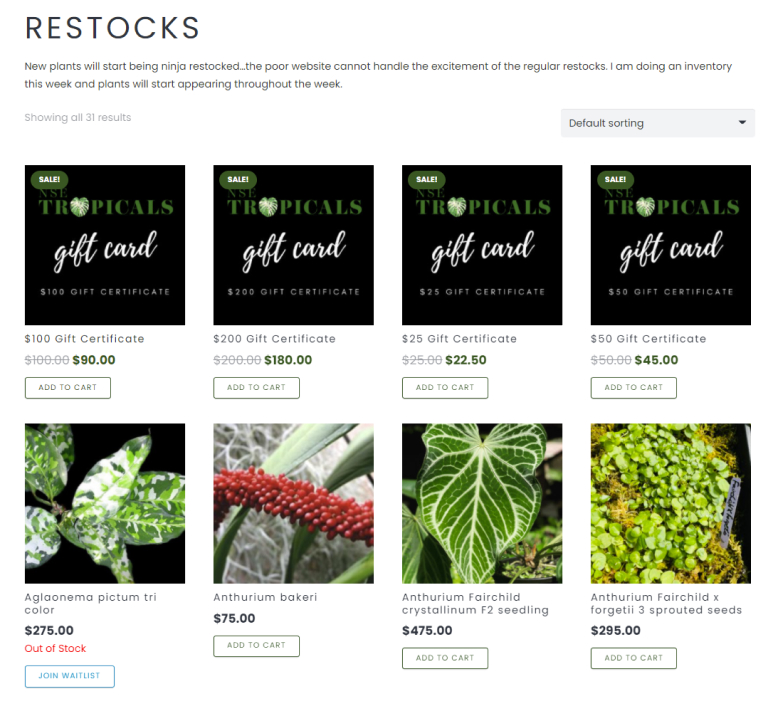 RESTOCKS
New plants will start being ninja restocked...the poor website cannot handle the excitement of the regular restocks. I am doing an inventory
this week and plants will start appearing throughout the week.
Showing all 31 results
Default sorting
SALE!
NSE
TROPICALS
gift card
$100 GIFT CERTIFICATE
SALE!
NSE
TROPICALS
gift card
$200 GIFT CERTIFICATE
SALE!
NSE
TROPICALS
gift card
$25 GIFT CERTIFICATE
SALE!
NSE
TROPICALS
gift card
$50 GIFT CERTIFICATE
$100 Gift Certificate
$100.00 $90.00
ADD TO CART
$200 Gift Certificate
$200.00 $180.00
ADD TO CART
$25 Gift Certificate
$25.00 $22.50
ADD TO CART
$50 Gift Certificate
$50.00 $45.00
ADD TO CART
Aglaonema pictum tri
color
$275.00
Out of Stock
JOIN WAITLIST
Anthurium bakeri
$75.00
ADD TO CART
Anthurium Fairchild
crystallinum F2 seedling
$475.00
ADD TO CART
Anthurium Fairchild x
forgetii 3 sprouted seeds
$295.00
ADD TO CART